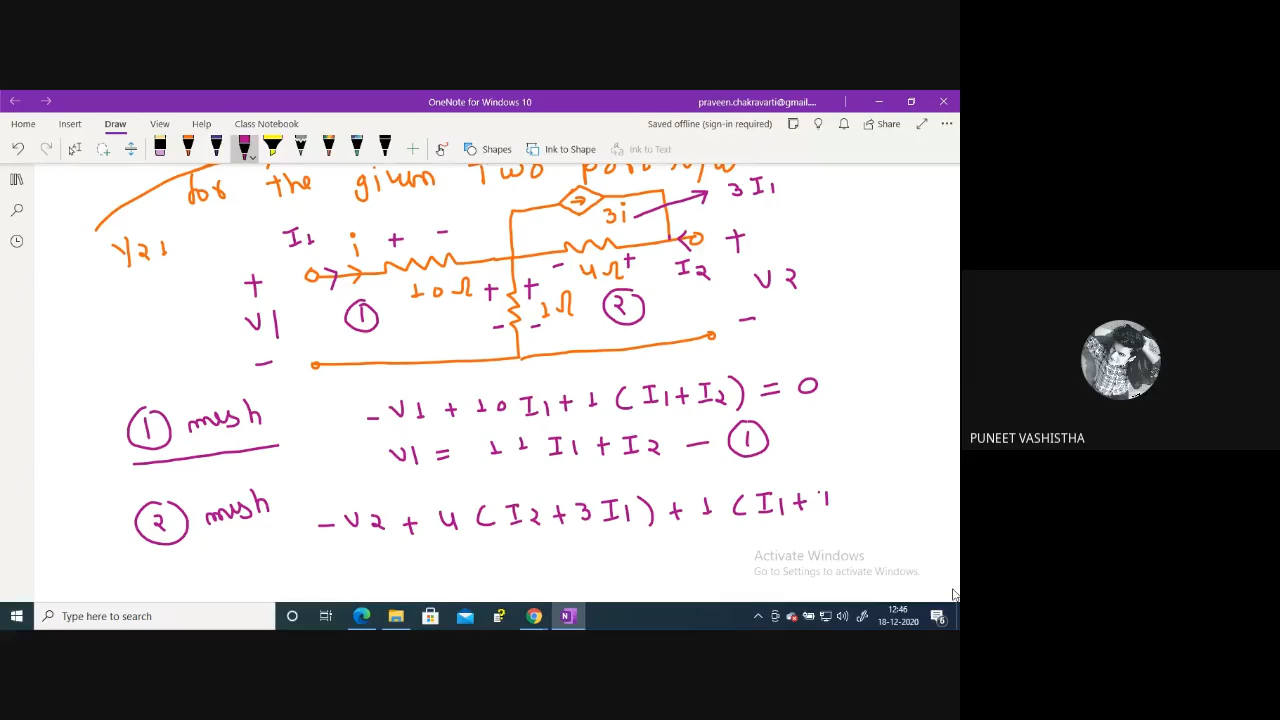 OneNote for Windows 10
praveen.chakravarti@gmail....
Home Insert Draw View Help Class Notebook
Saved offline (sign-in required)
Share
Shapes Ink to Shape Ink to Text
for the given Two port
Y21
3I1
3i
I1 i + -
+ V1 -
10Ω
1
+ -
+ -
1Ω
- 4Ω +
2
I2
+ V2 -
1 mesh -V1 + 10I1 + 1(I1+I2) = 0
V1 = 11I1 + I2 - 1
2 mesh -V2 + 4(I2+3I1) + 1(I1+
Activate Windows
Go to Settings to activate Windows.
Type here to search
12:46
18-12-2020
6
PUNEET VASHISTHA